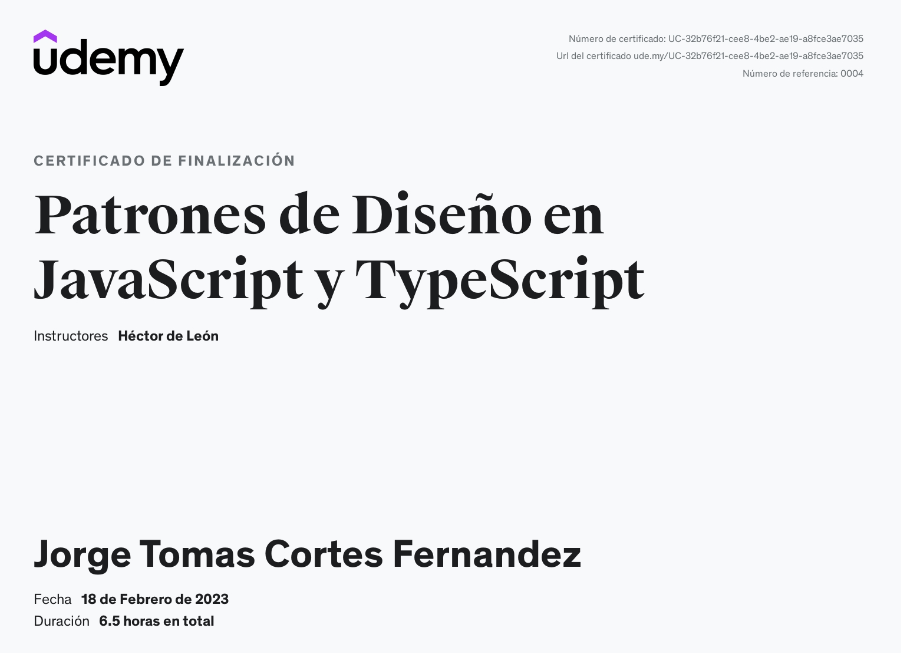 udemy
Número de certificado: UC-32b76f21-cee8-4be2-ae19-a8fce3ae7035
Url del certificado ude.my/UC-32b76f21-cee8-4be2-ae19-a8fce3ae7035
Número de referencia: 0004
CERTIFICADO DE FINALIZACIÓN
Patrones de Diseño en
JavaScript y TypeScript
Instructores Héctor de León
Jorge Tomas Cortes Fernandez
Fecha 18 de Febrero de 2023
Duración 6.5 horas en total